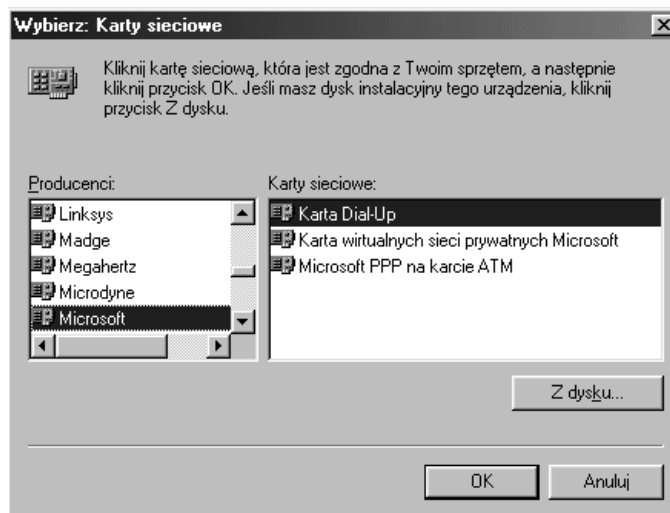 Wybierz: Karty sieciowe
Kliknij kartę sieciową, która jest zgodna z Twoim sprzętem, a następnie
kliknij przycisk OK. Jeśli masz dysk instalacyjny tego urządzenia, kliknij
przycisk Z dysku.
Producenci:
Linksys
Madge
Megahertz
Microdyne
Microsoft
Karty sieciowe:
Karta Dial-Up
Karta wirtualnych sieci prywatnych Microsoft
Microsoft PPP na karcie ATM
Z dysku...
OK
Anuluj